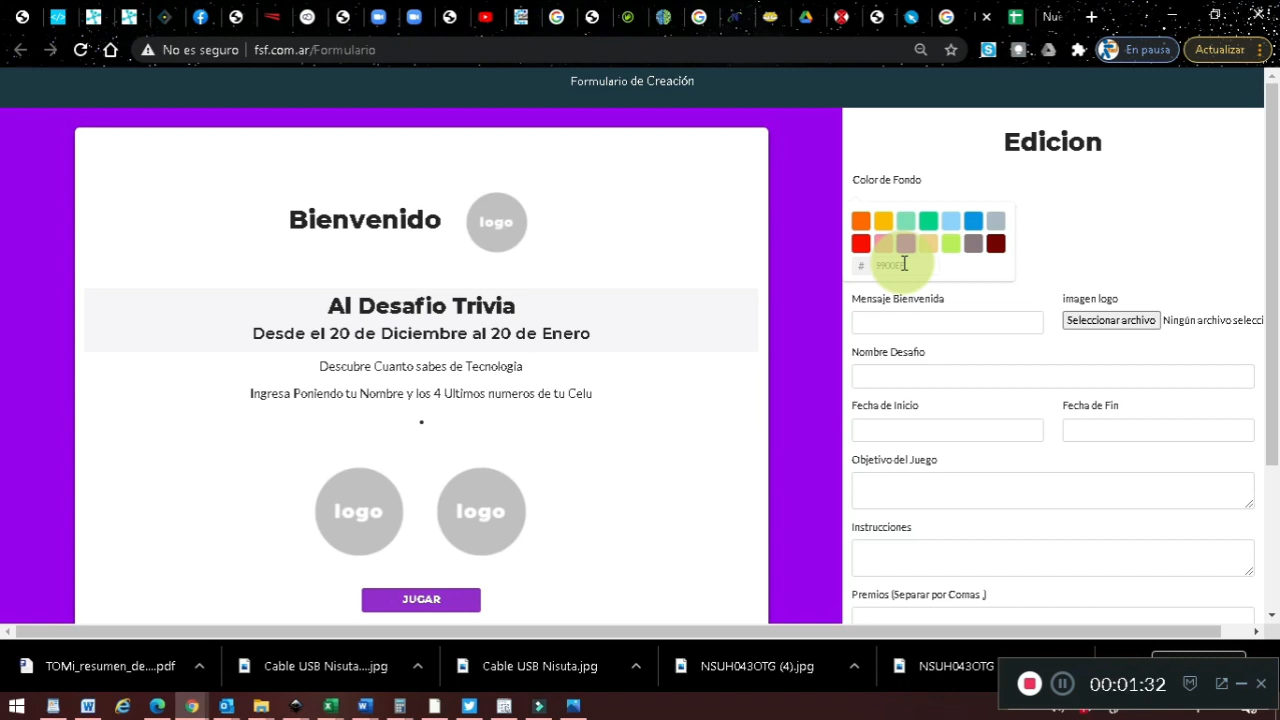 Nue
No es seguro
fsf.com.ar/Formulario
En pausa
Actualizar
Formulario de Creación
Bienvenido
logo
Al Desafio Trivia
Desde el 20 de Diciembre al 20 de Enero
Descubre Cuanto sabes de Tecnologia
Ingresa Poniendo tu Nombre y los 4 Ultimos numeros de tu Celu
logo
logo
JUGAR
Edicion
Color de Fondo
#
Mensaje Bienvenida
imagen logo
Seleccionar archivo
Ningún archivo selecci
Nombre Desafio
Fecha de Inicio
Fecha de Fin
Objetivo del Juego
Instrucciones
Premios (Separar por Comas ,)
TOMi_resumen_de....pdf
Cable USB Nisuta....jpg
Cable USB Nisuta.jpg
NSUH043OTG (4).jpg
NSUH043OTG
00:01:32